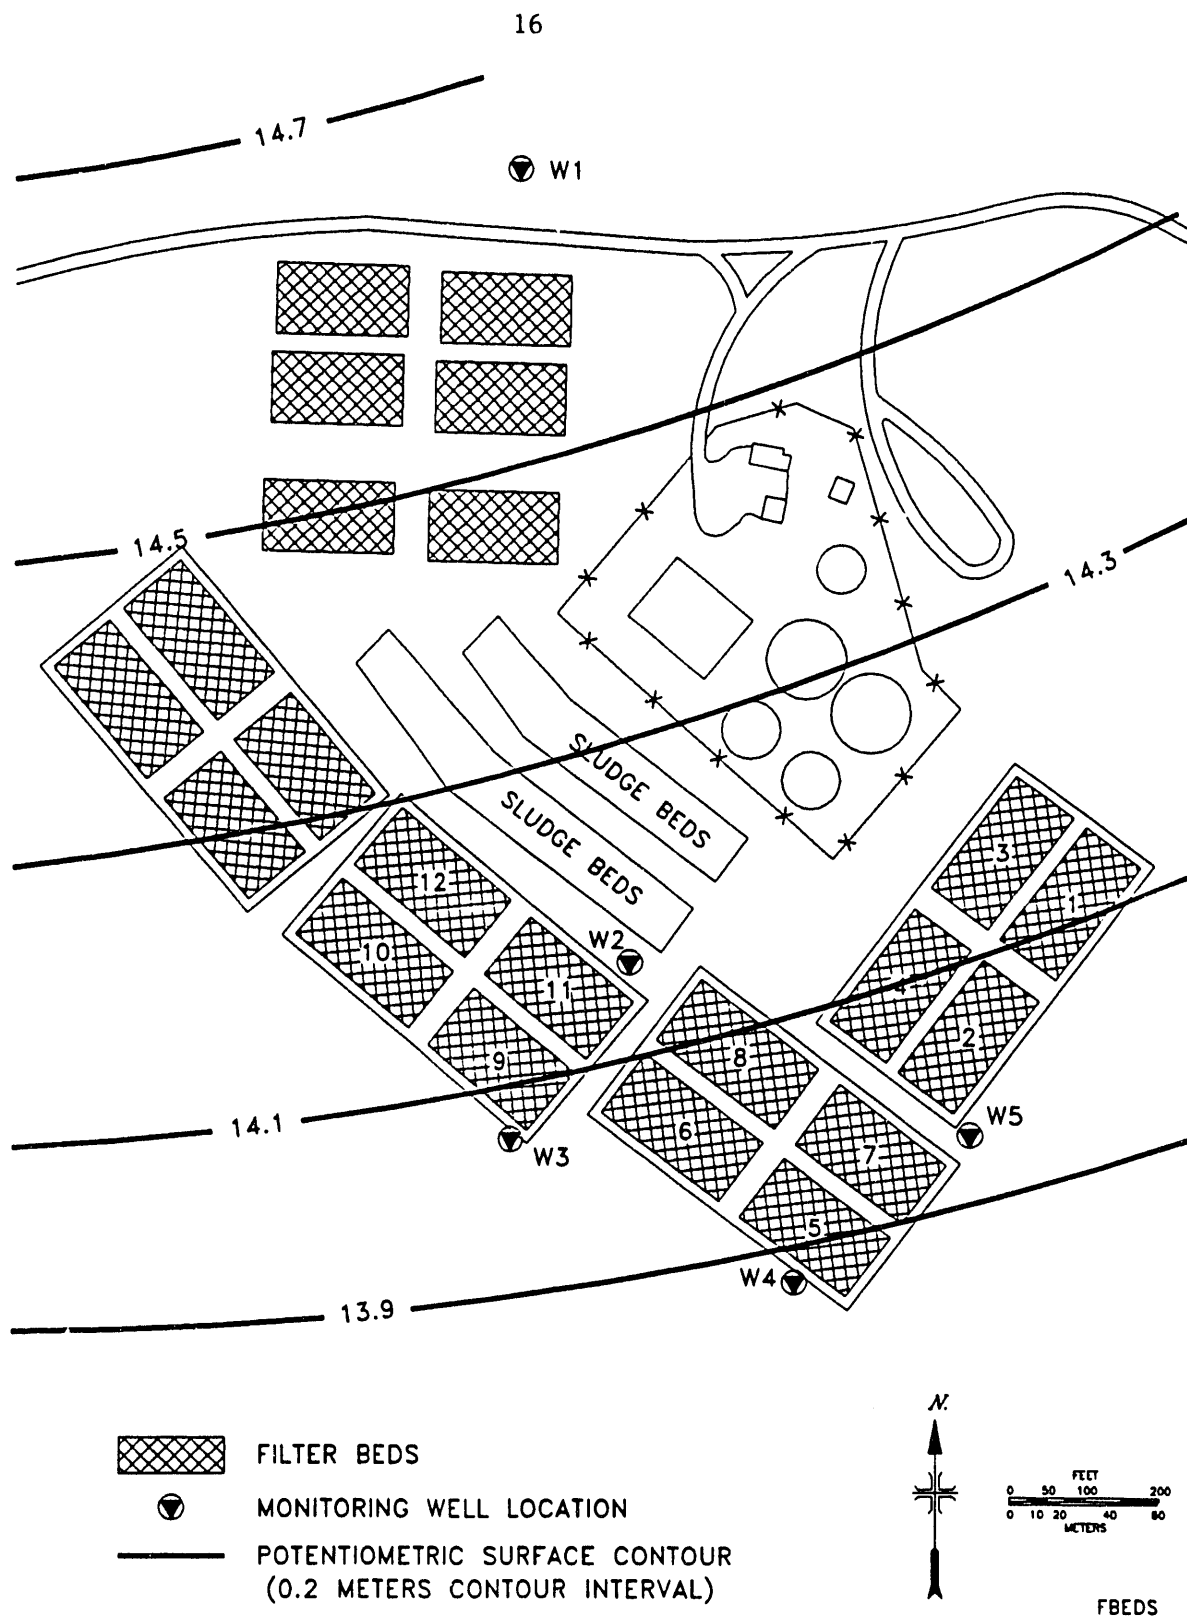 16
14.7
W1
14.5
14.3
SLUDGE BEDS
SLUDGE BEDS
3
12
1
W2
10
11
4
2
8
9
14.1
6
W5
W3
7
5
W4
13.9
N.
FILTER BEDS
MONITORING WELL LOCATION
POTENTIOMETRIC SURFACE CONTOUR
(0.2 METERS CONTOUR INTERVAL)
FEET
0 50 100 200
0 10 20 40 60
METERS
FBEDS